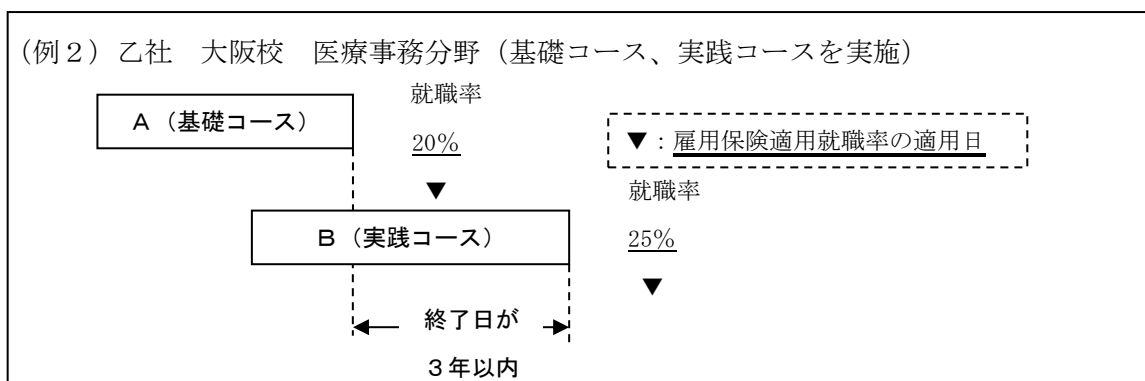 (例2)乙社 大阪校 医療事務分野(基礎コース、実践コースを実施)
就職率
A(基礎コース)
20%
▼:雇用保険適用就職率の適用日
▼
就職率
B(実践コース)
25%
▼
終了日が
3年以内